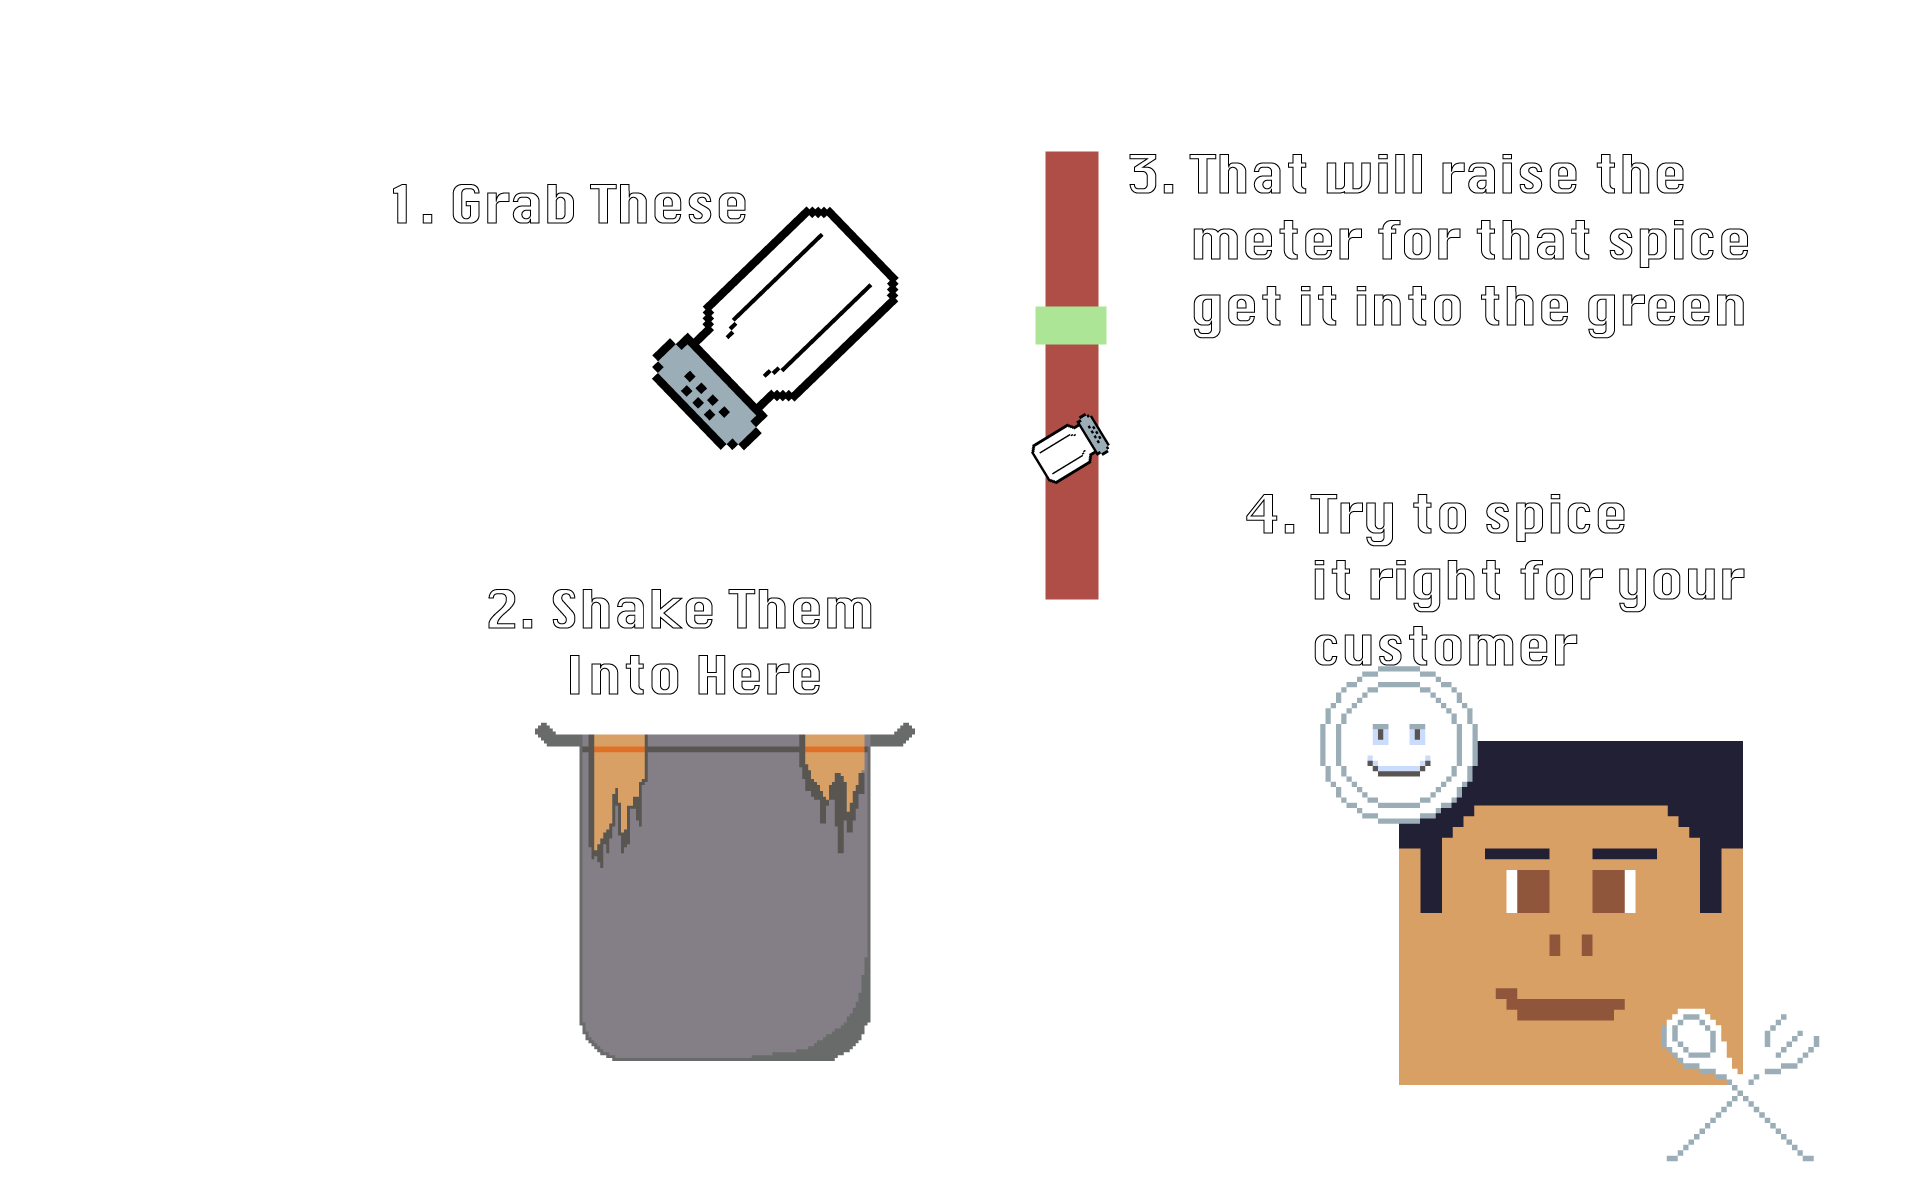 1. Grab These
2. Shake Them
Into Here
3. That will raise the
meter for that spice
get it into the green
4. Try to spice
it right for your
customer